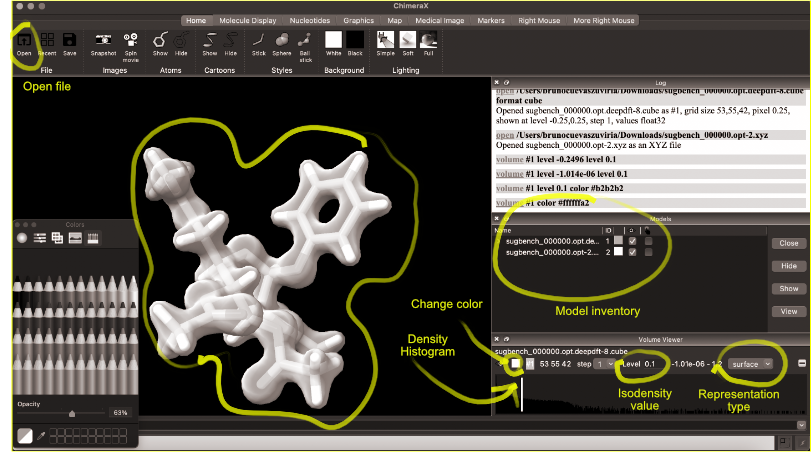 ChimeraX
Home Molecule Display Nucleotides Graphics Map Medical Image Markers Right Mouse More Right Mouse
Open Recent Save Snapshot Spin movie Show Hide Show Hide Stick Sphere Ball stick White Black Simple Soft Full
File Images Atoms Cartoons Styles Background Lighting
Open file
Log
open /Users/brunocuevaszuviria/Downloads/sugbench_000000.opt.deepdft-8.cube
format cube
Opened sugbench_000000.opt.deepdft-8.cube as #1, grid size 53,55,42, pixel 0.25,
shown at level -0.25,0.25, step 1, values float32
open /Users/brunocuevaszuviria/Downloads/sugbench_000000.opt-2.xyz
Opened sugbench_000000.opt-2.xyz as an XYZ file
volume #1 level -0.2496 level 0.1
volume #1 level -1.014e-06 level 0.1
volume #1 level 0.1 color #b2b2b2
volume #1 color #ffffffa2
Models
Name ID
sugbench_000000.opt.de... 1
sugbench_000000.opt-2.... 2
Close
Hide
Show
View
Model inventory
Colors
Opacity
63%
Change color
Density
Histogram
Volume Viewer
sugbench_000000.opt.deepdft-8.cube
#1 53 55 42 step 1 Level 0.1 -1.01e-06 - 1.2 surface
Isodensity
value
Representation
type